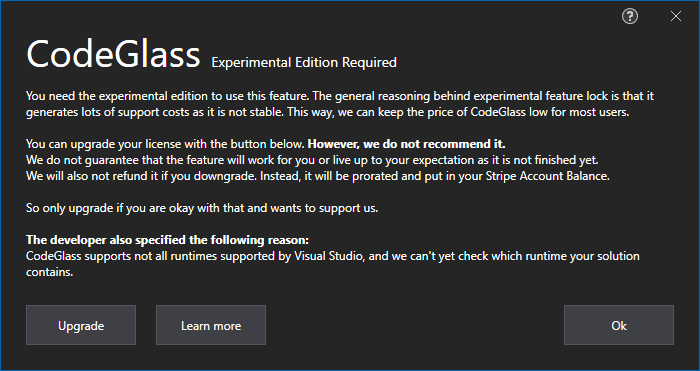 CodeGlass Experimental Edition Required
You need the experimental edition to use this feature. The general reasoning behind experimental feature lock is that it
generates lots of support costs as it is not stable. This way, we can keep the price of CodeGlass low for most users.
You can upgrade your license with the button below. However, we do not recommend it.
We do not guarantee that the feature will work for you or live up to your expectation as it is not finished yet.
We will also not refund it if you downgrade. Instead, it will be prorated and put in your Stripe Account Balance.
So only upgrade if you are okay with that and wants to support us.
The developer also specified the following reason:
CodeGlass supports not all runtimes supported by Visual Studio, and we can't yet check which runtime your solution
contains.
Upgrade Learn more Ok